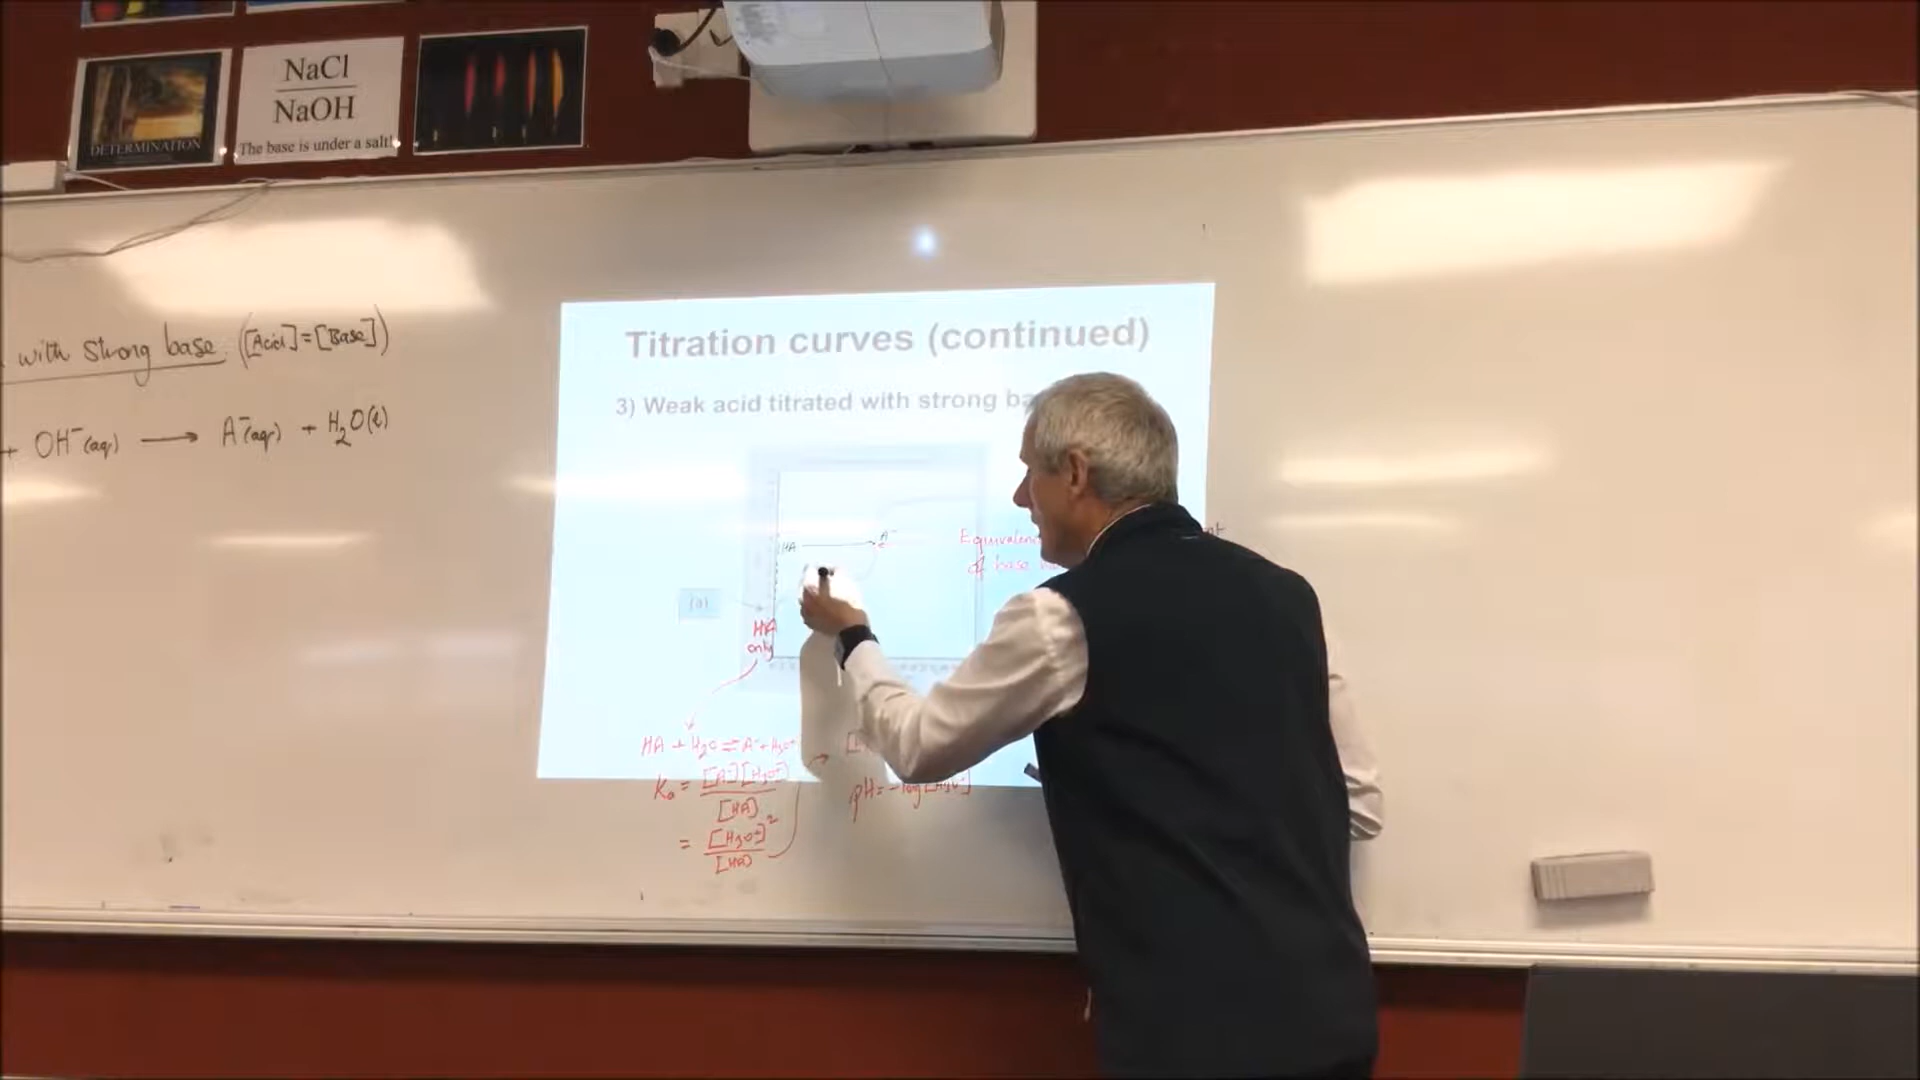 DETERMINATION
NaCl
NaOH
The base is under a salt!
with strong base ([Acid]=[Base])
+ OH⁻(aq) → A⁻(aq) + H₂O(l)
Titration curves (continued)
3) Weak acid titrated with strong
HA → A⁻
of base
(a)
HA
only
HA + H₂O ⇌ A⁻ + H₃O⁺
Kₐ = [A⁻][H₃O⁺]
[HA]
= [H₃O⁺]²
[HA]
pH = -log[H₃O⁺]